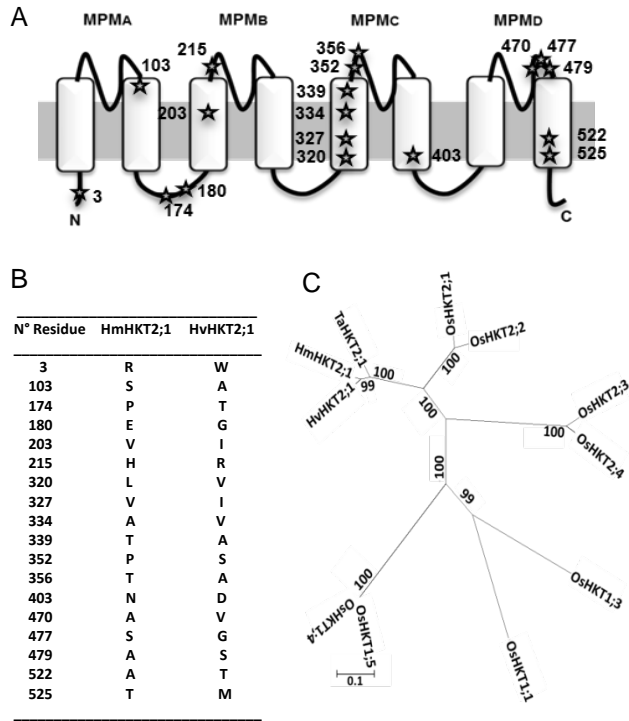 A
MPMA MPMB MPMC MPMD
103
215
203
3
174
180
356
352
339
334
327
320
403
470
477
479
522
525
N
C
B
N° Residue HmHKT2;1 HvHKT2;1
3 R W
103 S A
174 P T
180 E G
203 V I
215 H R
320 L V
327 V I
334 A V
339 T A
352 P S
356 T A
403 N D
470 A V
477 S G
479 A S
522 A T
525 T M
C
TaHKT2;1
HmHKT2;1
HvHKT2;1
100
99
OsHKT2;1
OsHKT2;2
100
100
OsHKT2;3
OsHKT2;4
100
100
99
100
OsHKT1;4
OsHKT1;5
OsHKT1;3
OsHKT1;1
0.1